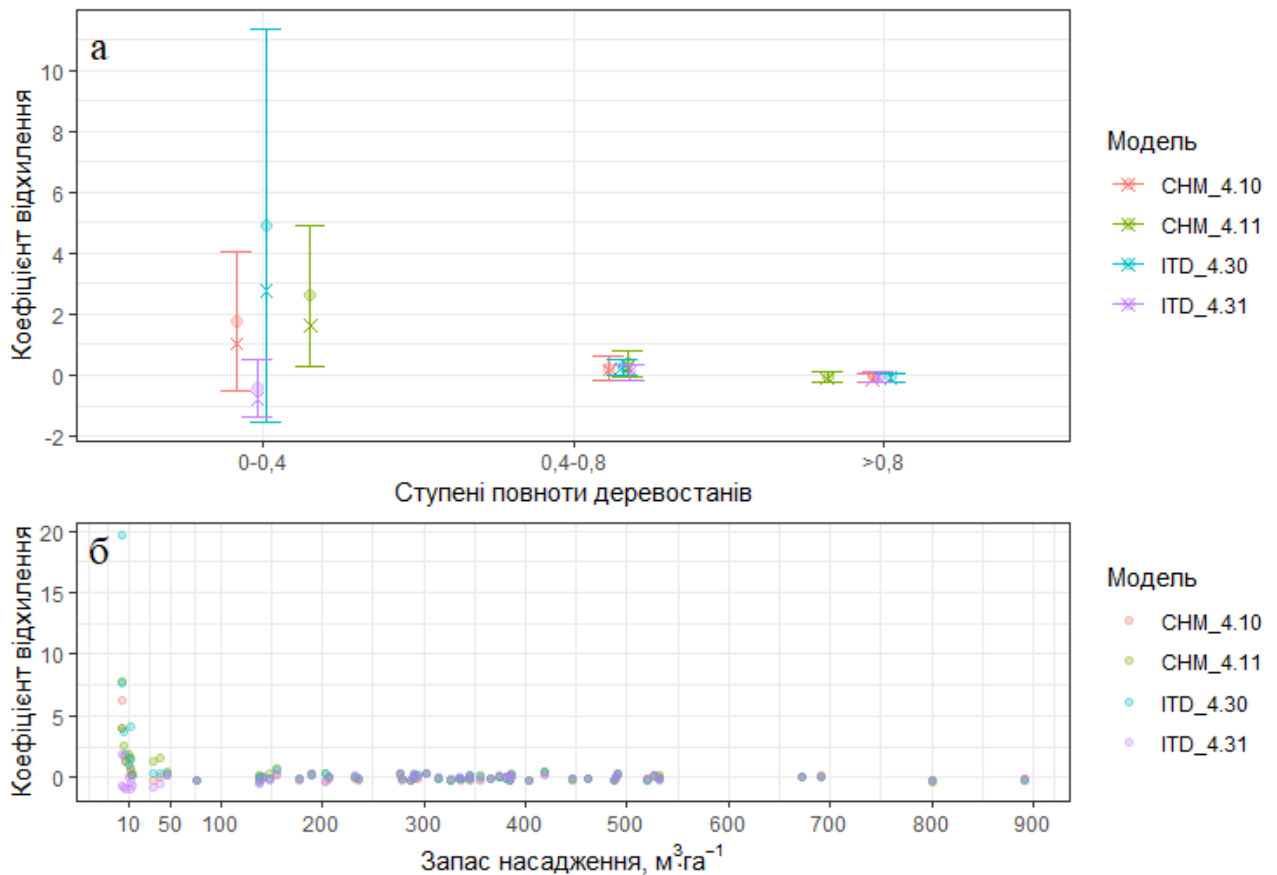 а
Коефіцієнт відхилення
10
8
6
4
2
0
-2
0-0,4
0,4-0,8
>0,8
Ступені повноти деревостанів
Модель
CHM_4.10
CHM_4.11
ITD_4.30
ITD_4.31
б
Коефіцієнт відхилення
20
15
10
5
0
10 50 100 200 300 400 500 600 700 800 900
Запас насадження, м³·га⁻¹
Модель
CHM_4.10
CHM_4.11
ITD_4.30
ITD_4.31